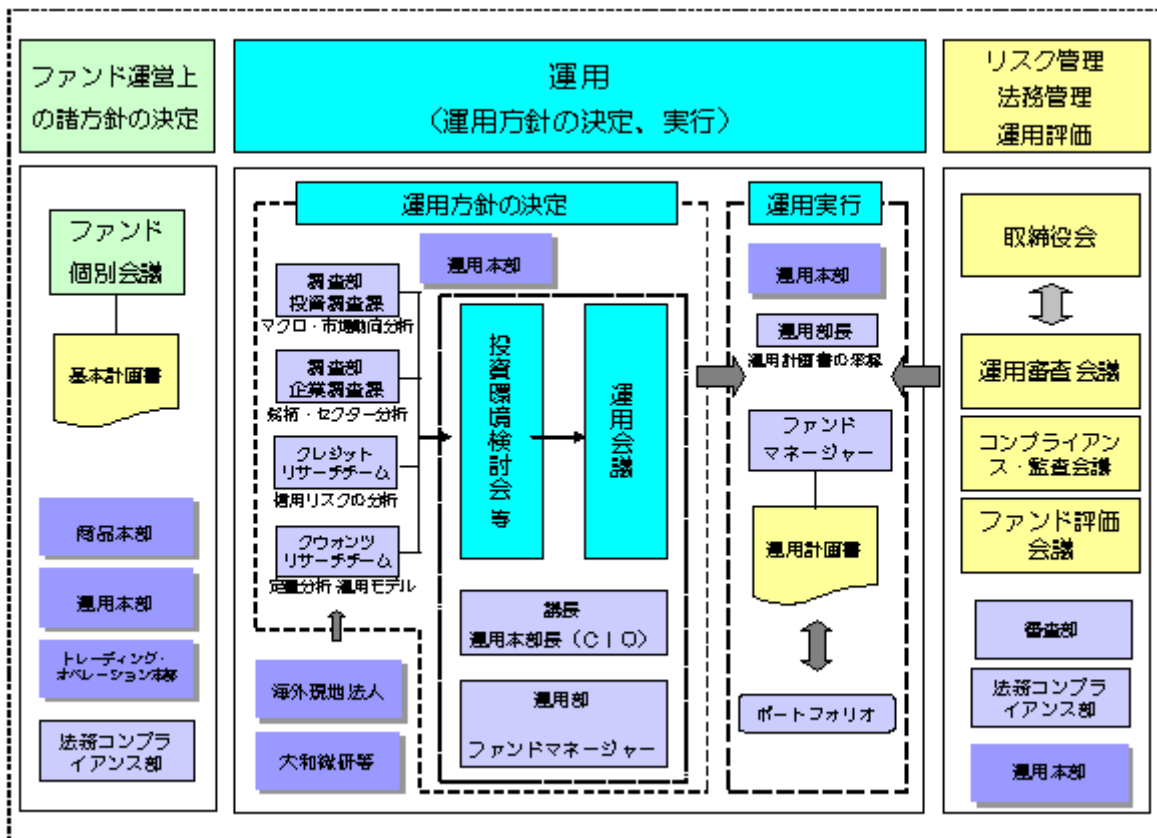 ファンド運営上
の諸方針の決定
運用
(運用方針の決定、実行)
リスク管理
法務管理
運用評価
ファンド
個別会議
基本計画書
商品本部
運用本部
トレーディング・
オペレーション本部
法務コンプラ
イアンス部
運用方針の決定
運用本部
調査部
投資調査課
マクロ・市場動向分析
調査部
企業調査課
銘柄・セクター分析
クレジット
リサーチチーム
信用リスクの分析
クウォンツ
リサーチチーム
定量分析 運用モデル
海外現地法人
大和総研等
投資環境検討会 等
運用会議
議長
運用本部長(CIO)
運用部
ファンドマネージャー
運用実行
運用本部
運用部長
運用計画書の承認
ファンド
マネージャー
運用計画書
ポートフォリオ
取締役会
運用審査会議
コンプライアン
ス・監査会議
ファンド評価
会議
審査部
法務コンプラ
イアンス部
運用本部